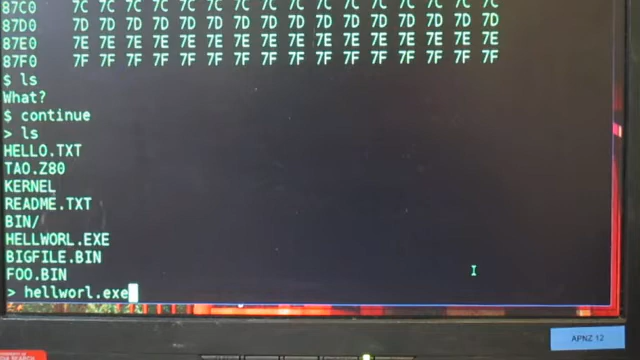 87C0 7C 7C 7C 7C 7C 7C 7C 7C 7C 7C 7C 7C 7C 7C 7C 7C
87D0 7D 7D 7D 7D 7D 7D 7D 7D 7D 7D 7D 7D 7D 7D 7D 7D
87E0 7E 7E 7E 7E 7E 7E 7E 7E 7E 7E 7E 7E 7E 7E 7E 7E
87F0 7F 7F 7F 7F 7F 7F 7F 7F 7F 7F 7F 7F 7F 7F 7F 7F
$ ls
What?
$ continue
> ls
HELLO.TXT
TAO.Z80
KERNEL
README.TXT
BIN/
HELLWORL.EXE
BIGFILE.BIN
FOO.BIN
> hellworl.exe
APNZ 12